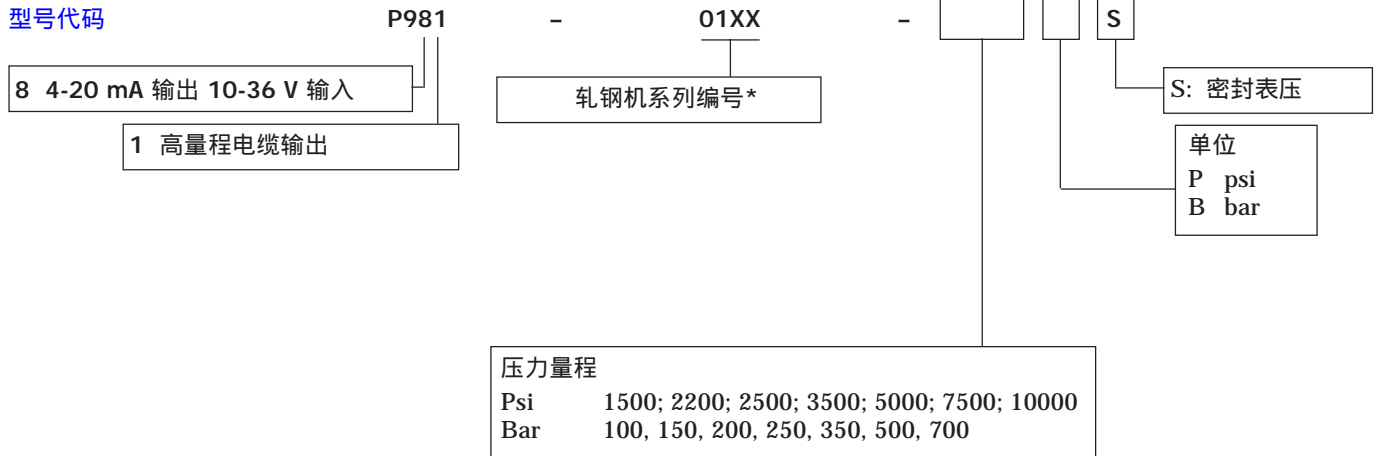 型号代码 P981 – 01XX – S
8 4-20 mA 输出 10-36 V 输入
轧钢机系列编号*
S: 密封表压
1 高量程电缆输出
单位
P psi
B bar
压力量程
Psi 1500; 2200; 2500; 3500; 5000; 7500; 10000
Bar 100, 150, 200, 250, 350, 500, 700